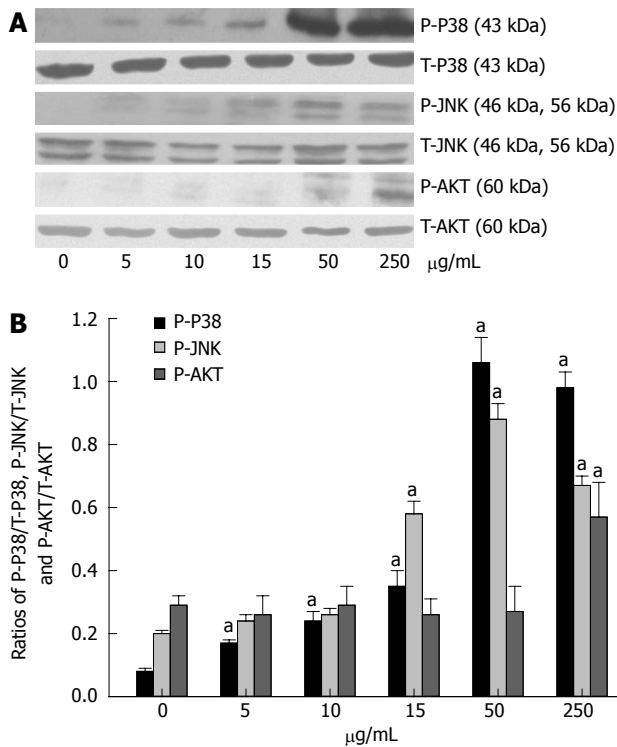 A
P-P38 (43 kDa)
T-P38 (43 kDa)
P-JNK (46 kDa, 56 kDa)
T-JNK (46 kDa, 56 kDa)
P-AKT (60 kDa)
T-AKT (60 kDa)
0 5 10 15 50 250 μg/mL
B
Ratios of P-P38/T-P38, P-JNK/T-JNK
and P-AKT/T-AKT
1.2
1.0
0.8
0.6
0.4
0.2
0.0
P-P38
P-JNK
P-AKT
a a a a a a a a a
0 5 10 15 50 250
μg/mL